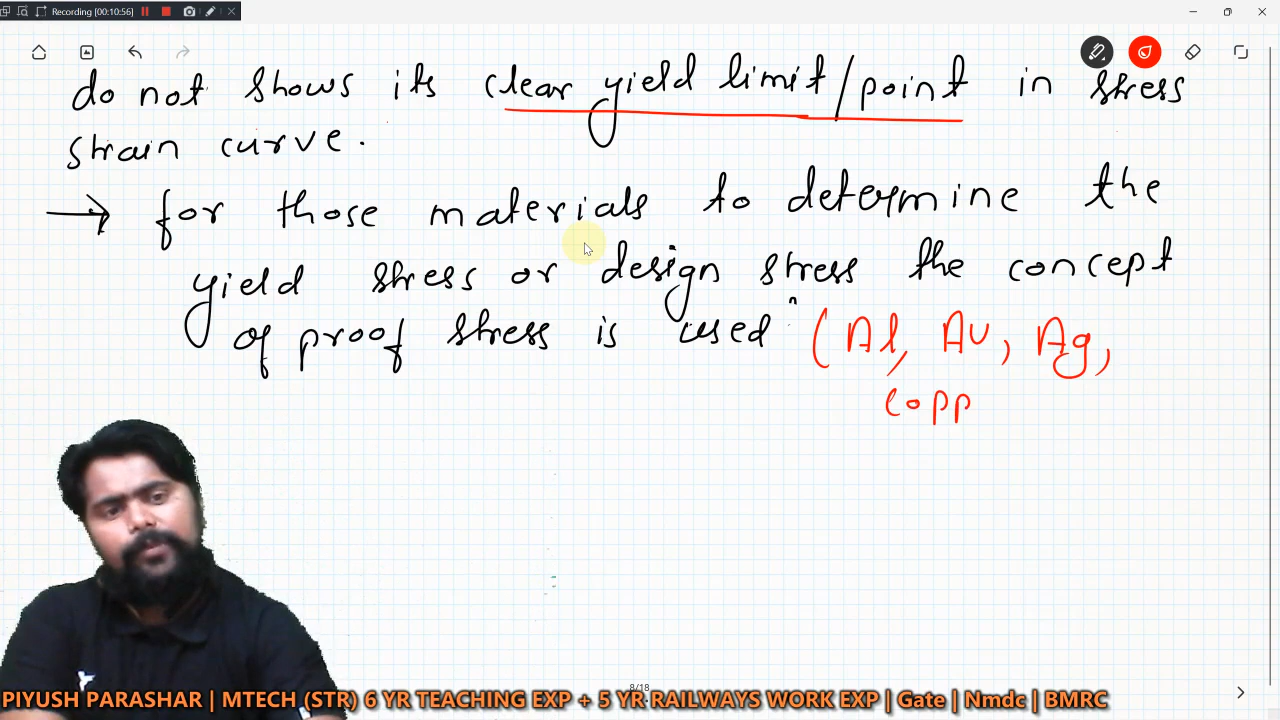 Recording [00:10:56]
do not shows its clear yield limit/point in stress
strain curve.
→ for those materials to determine the
yield stress or design stress the concept
of proof stress is used (Al, AU, Ag,
copp
8/18
PIYUSH PARASHAR | MTECH (STR) 6 YR TEACHING EXP + 5 YR RAILWAYS WORK EXP | Gate | Nmdc | BMRC